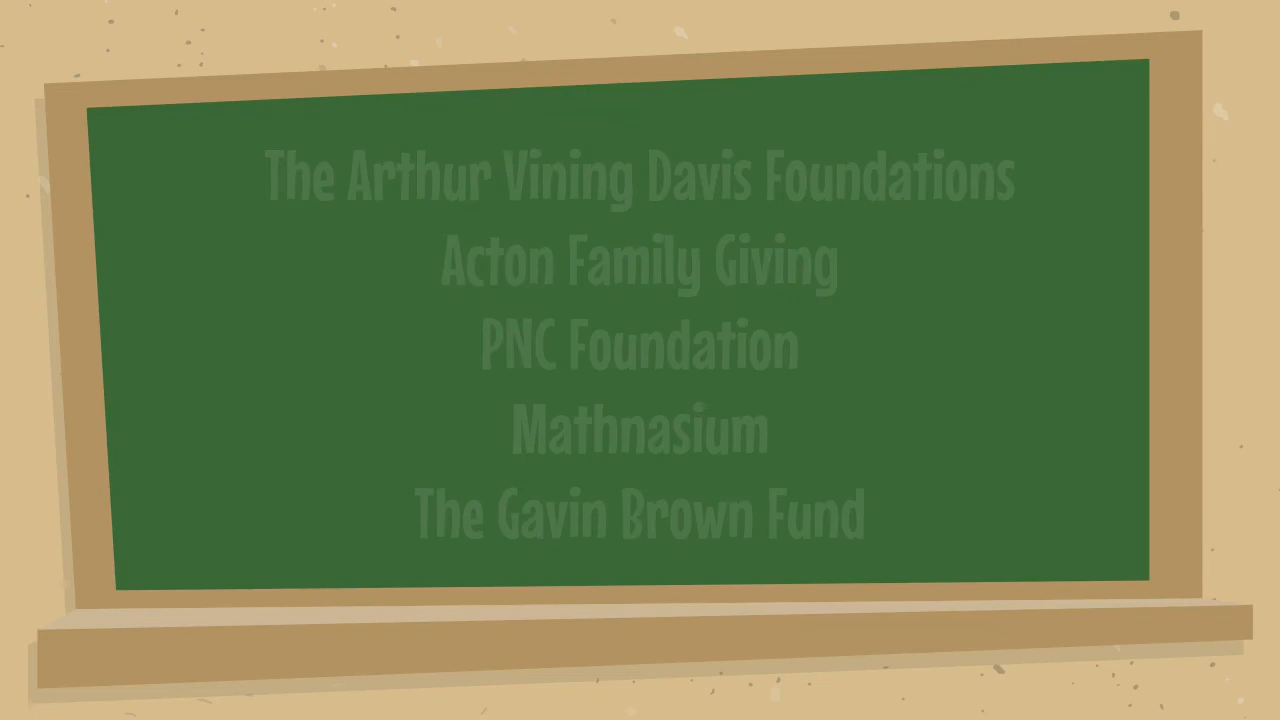 The Arthur Vining Davis Foundations
Acton Family Giving
PNC Foundation
Mathnasium
The Gavin Brown Fund